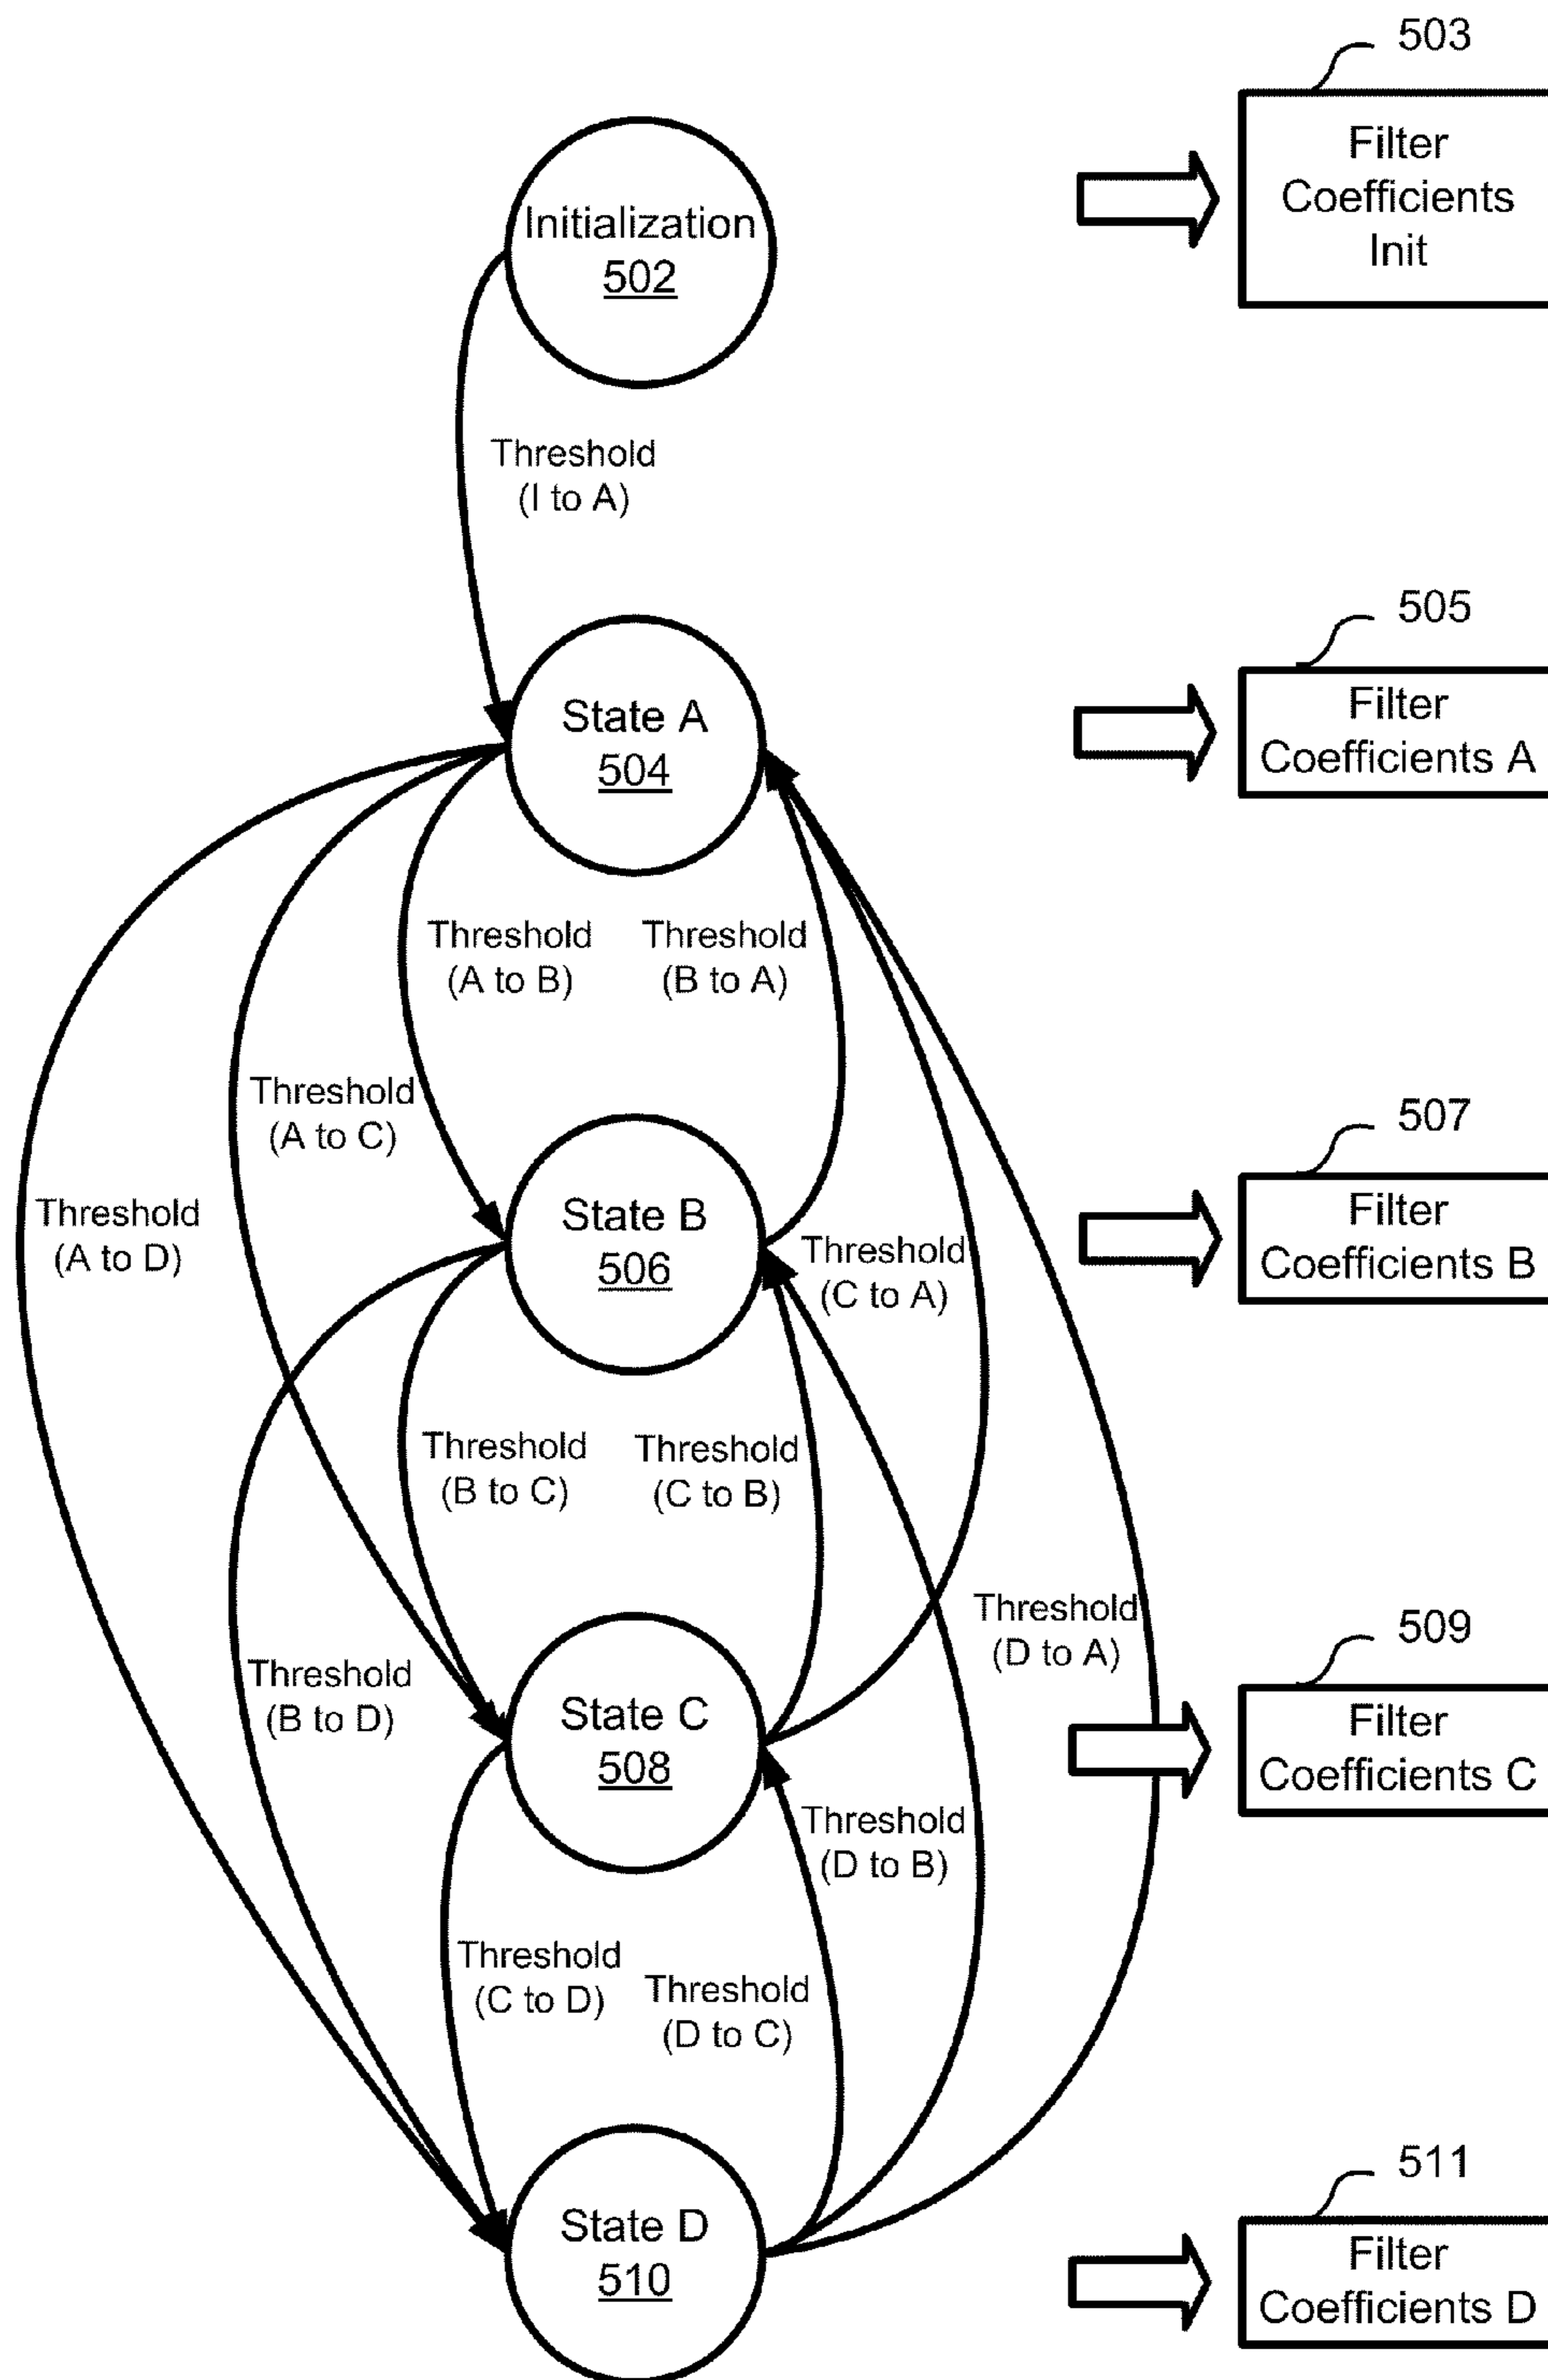 503
Filter
Coefficients
Init
Initialization
502
Threshold
(I to A)
505
Filter
Coefficients A
State A
504
Threshold
(A to B)
Threshold
(B to A)
Threshold
(A to C)
507
Filter
Coefficients B
Threshold
(A to D)
State B
506
Threshold
(C to A)
Threshold
(B to C)
Threshold
(C to B)
Threshold
(D to A)
509
Filter
Coefficients C
Threshold
(B to D)
State C
508
Threshold
(D to B)
Threshold
(C to D)
Threshold
(D to C)
511
Filter
Coefficients D
State D
510